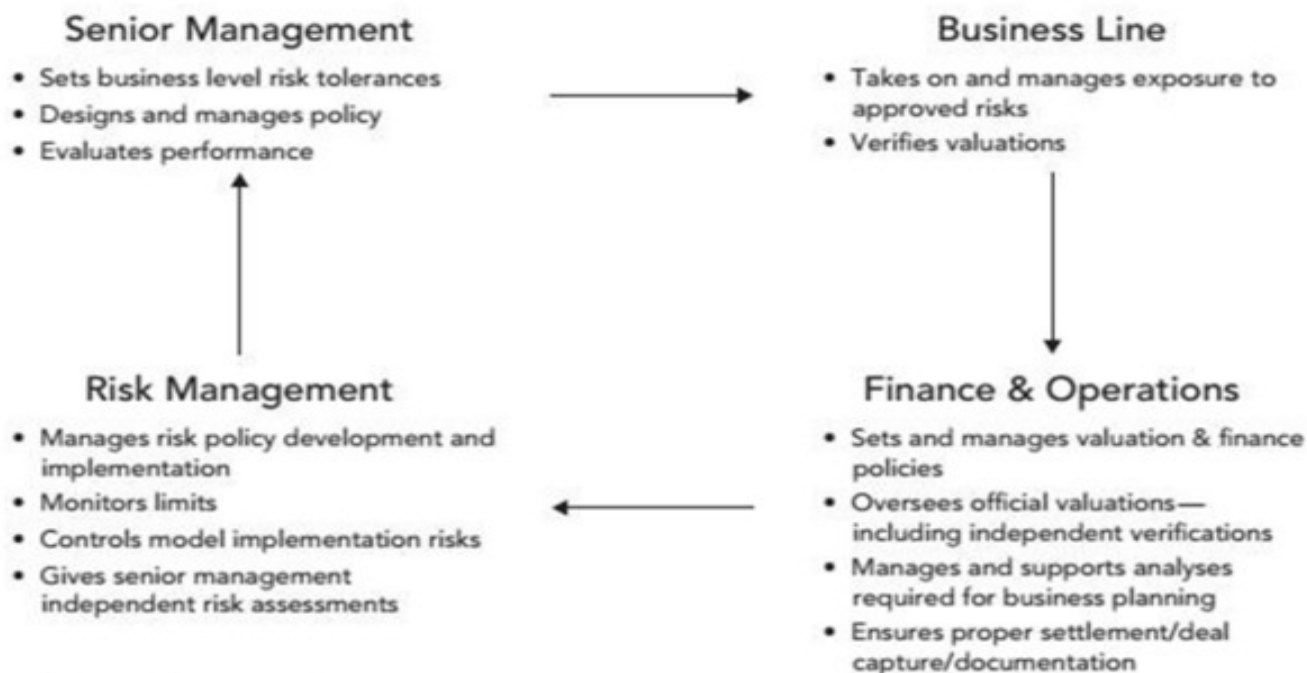 Senior Management
• Sets business level risk tolerances
• Designs and manages policy
• Evaluates performance
Business Line
• Takes on and manages exposure to
approved risks
• Verifies valuations
Risk Management
• Manages risk policy development and
implementation
• Monitors limits
• Controls model implementation risks
• Gives senior management
independent risk assessments
Finance & Operations
• Sets and manages valuation & finance
policies
• Oversees official valuations—
including independent verifications
• Manages and supports analyses
required for business planning
• Ensures proper settlement/deal
capture/documentation